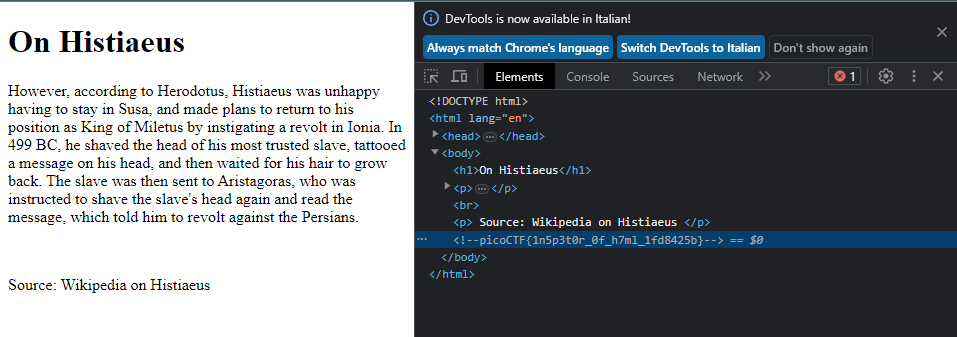 On Histiaeus
However, according to Herodotus, Histiaeus was unhappy
having to stay in Susa, and made plans to return to his
position as King of Miletus by instigating a revolt in Ionia. In
499 BC, he shaved the head of his most trusted slave, tattooed
a message on his head, and then waited for his hair to grow
back. The slave was then sent to Aristagoras, who was
instructed to shave the slave's head again and read the
message, which told him to revolt against the Persians.
Source: Wikipedia on Histiaeus
DevTools is now available in Italian!
Always match Chrome's language Switch DevTools to Italian Don't show again
Elements Console Sources Network 1
<!DOCTYPE html>
<html lang="en">
<head>…</head>
<body>
<h1>On Histiaeus</h1>
<p>…</p>
<br>
<p> Source: Wikipedia on Histiaeus </p>
<!--picoCTF{1n5p3t0r_0f_h7ml_1fd8425b}--> == $0
</body>
</html>